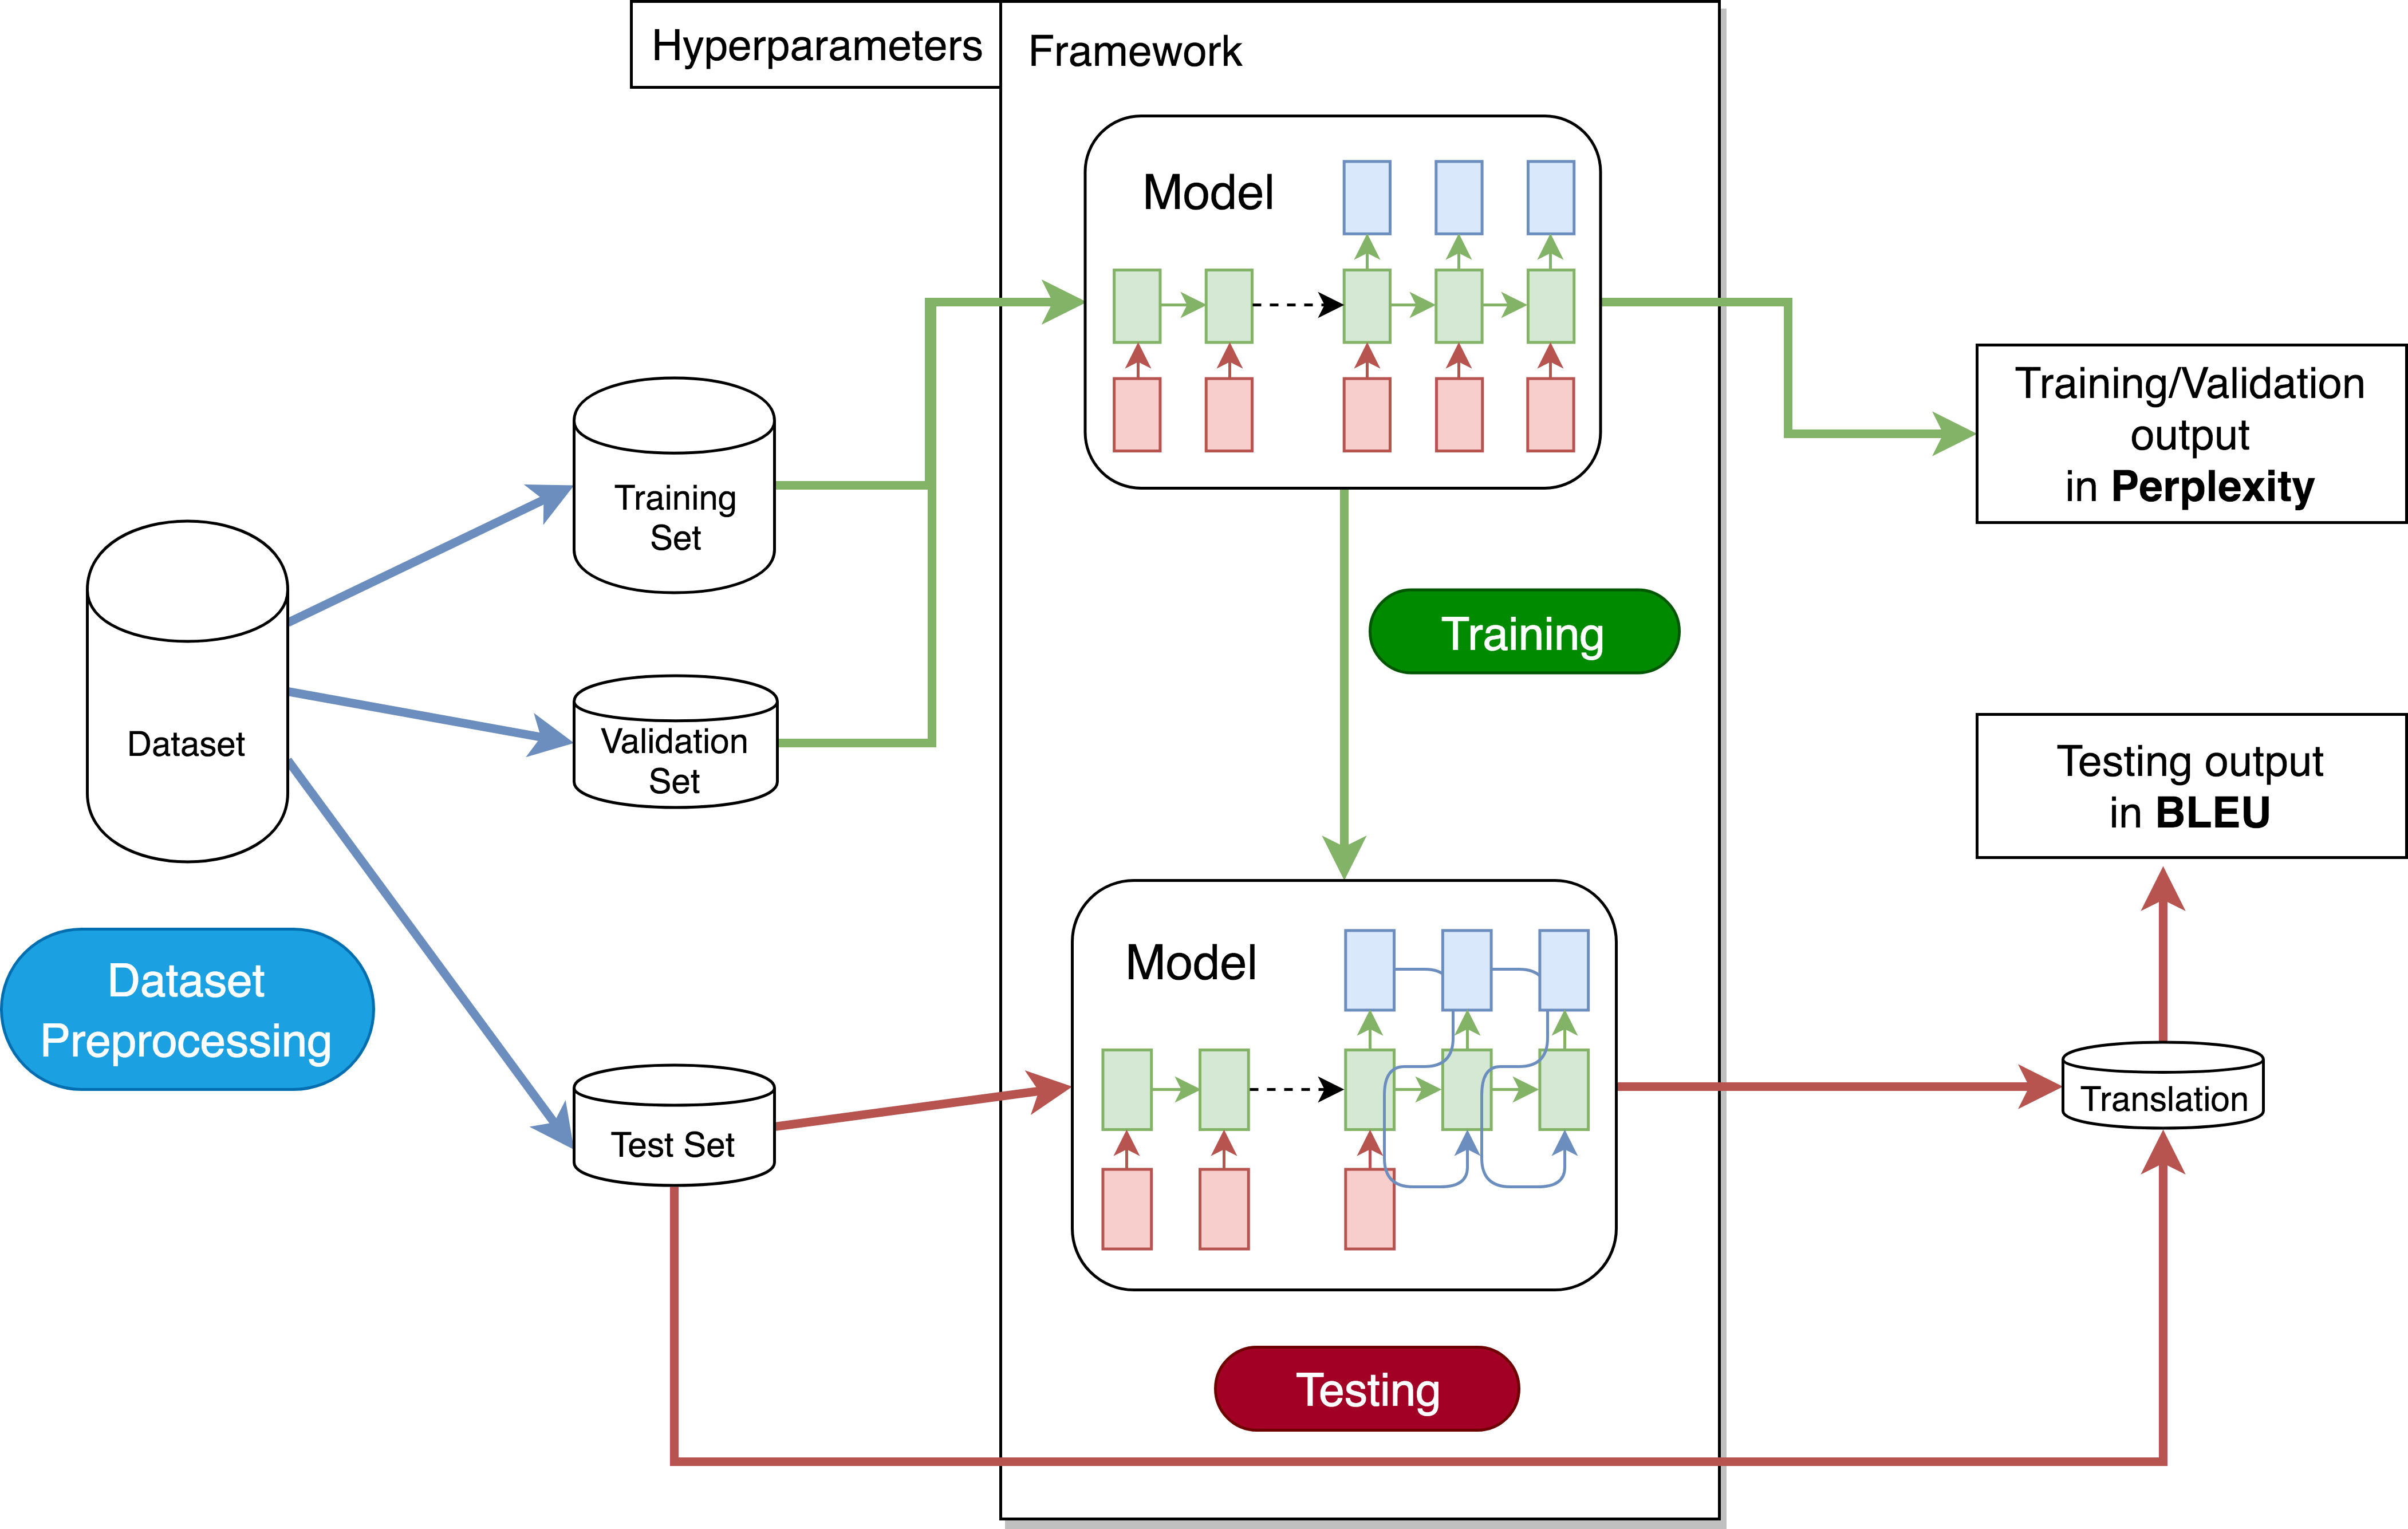 Hyperparameters
Framework
Model
Training/Validation
output
in Perplexity
Training
Set
Training
Dataset
Validation
Set
Testing output
in BLEU
Model
Dataset
Preprocessing
Test Set
Translation
Testing